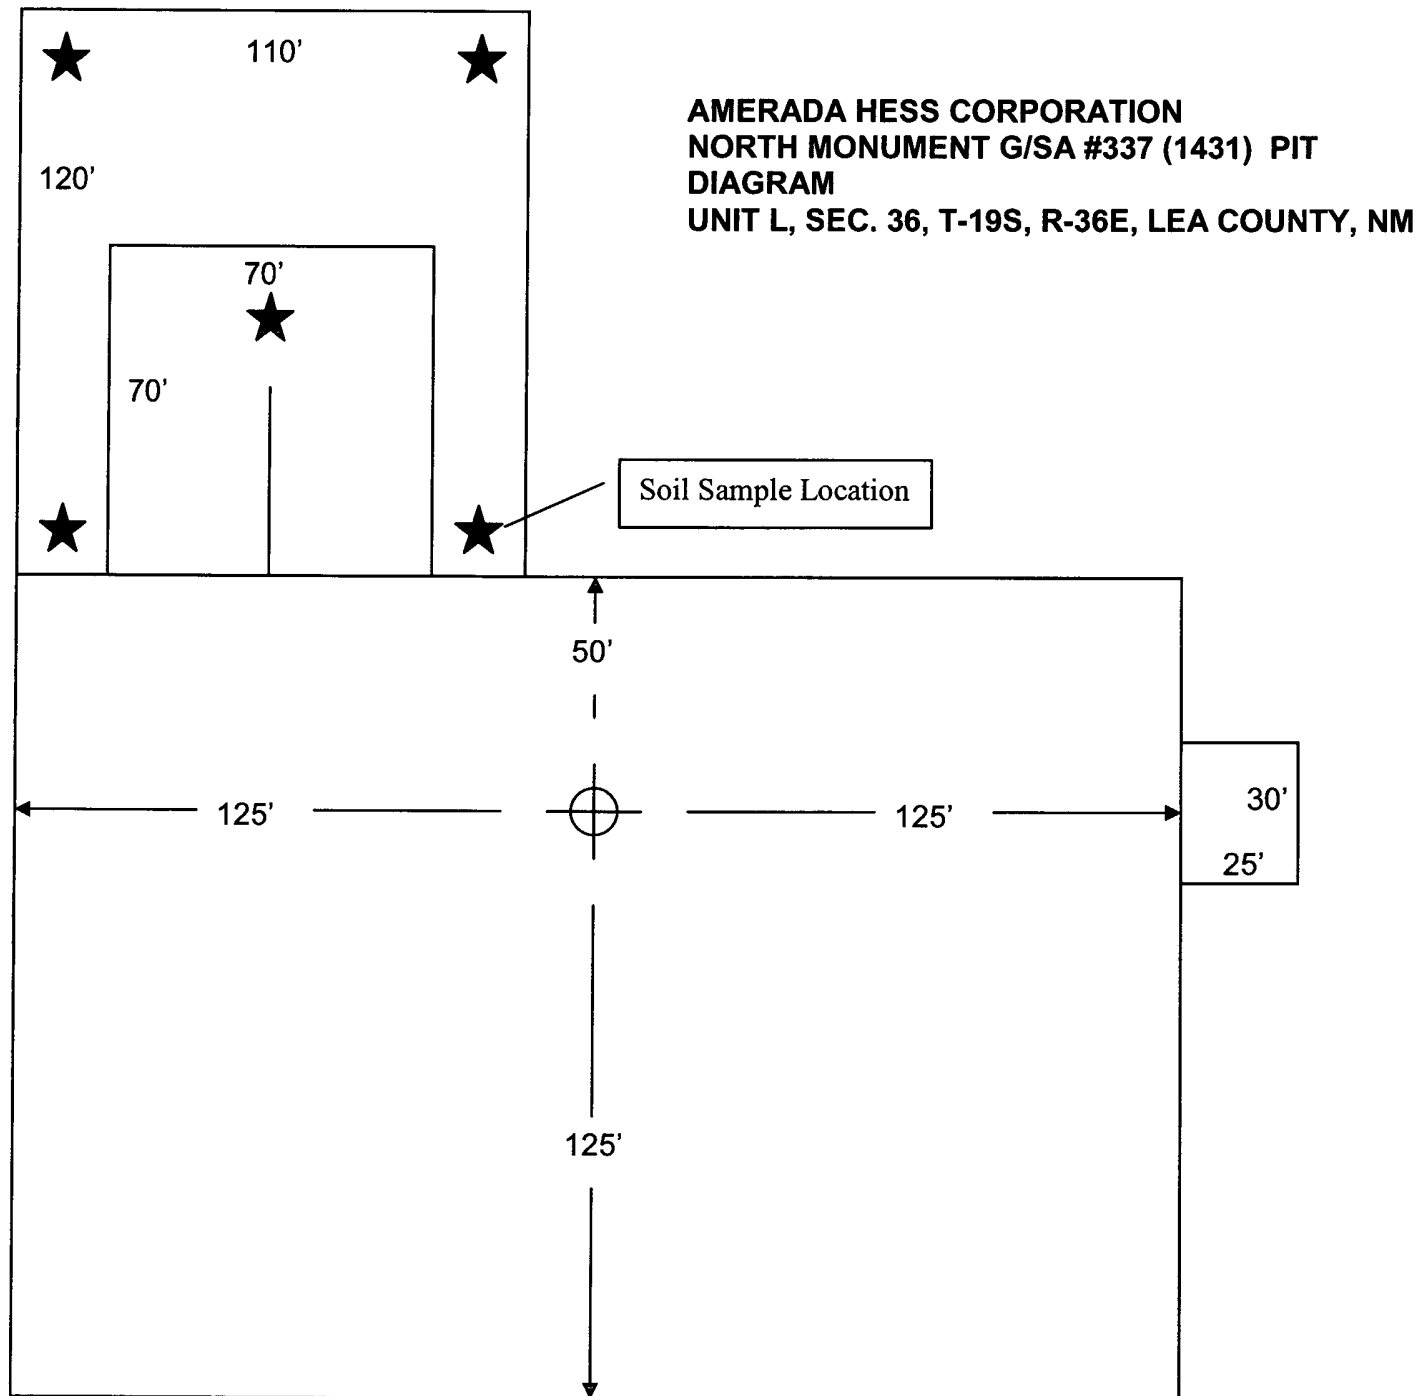 110'
AMERADA HESS CORPORATION
NORTH MONUMENT G/SA #337 (1431) PIT
DIAGRAM
UNIT L, SEC. 36, T-19S, R-36E, LEA COUNTY, NM
120'
70'
70'
Soil Sample Location
50'
125'
125'
30'
25'
125'